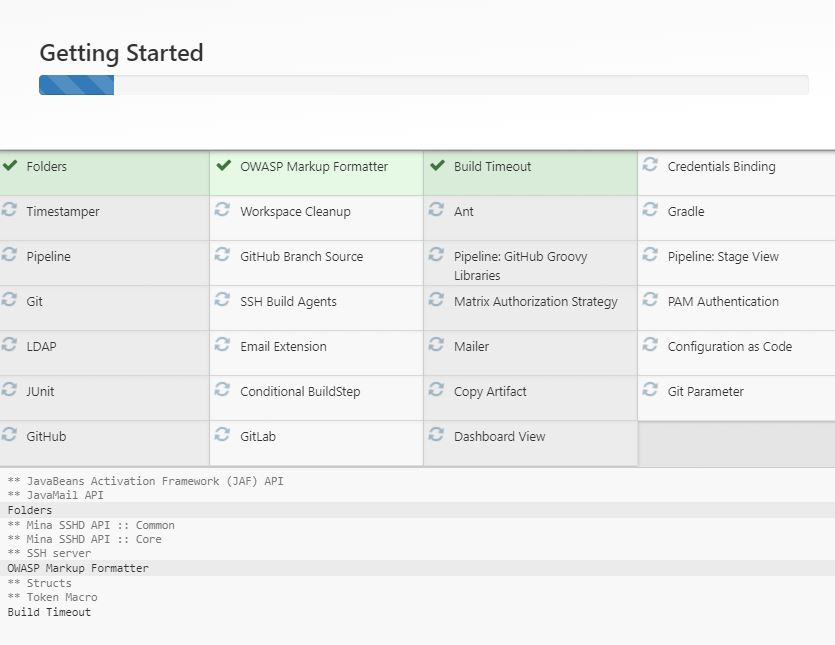 Getting Started
Folders
OWASP Markup Formatter
Build Timeout
Credentials Binding
Timestamper
Workspace Cleanup
Ant
Gradle
Pipeline
GitHub Branch Source
Pipeline: GitHub Groovy
Libraries
Pipeline: Stage View
Git
SSH Build Agents
Matrix Authorization Strategy
PAM Authentication
LDAP
Email Extension
Mailer
Configuration as Code
JUnit
Conditional BuildStep
Copy Artifact
Git Parameter
GitHub
GitLab
Dashboard View
** JavaBeans Activation Framework (JAF) API
** JavaMail API
Folders
** Mina SSHD API :: Common
** Mina SSHD API :: Core
** SSH server
OWASP Markup Formatter
** Structs
** Token Macro
Build Timeout